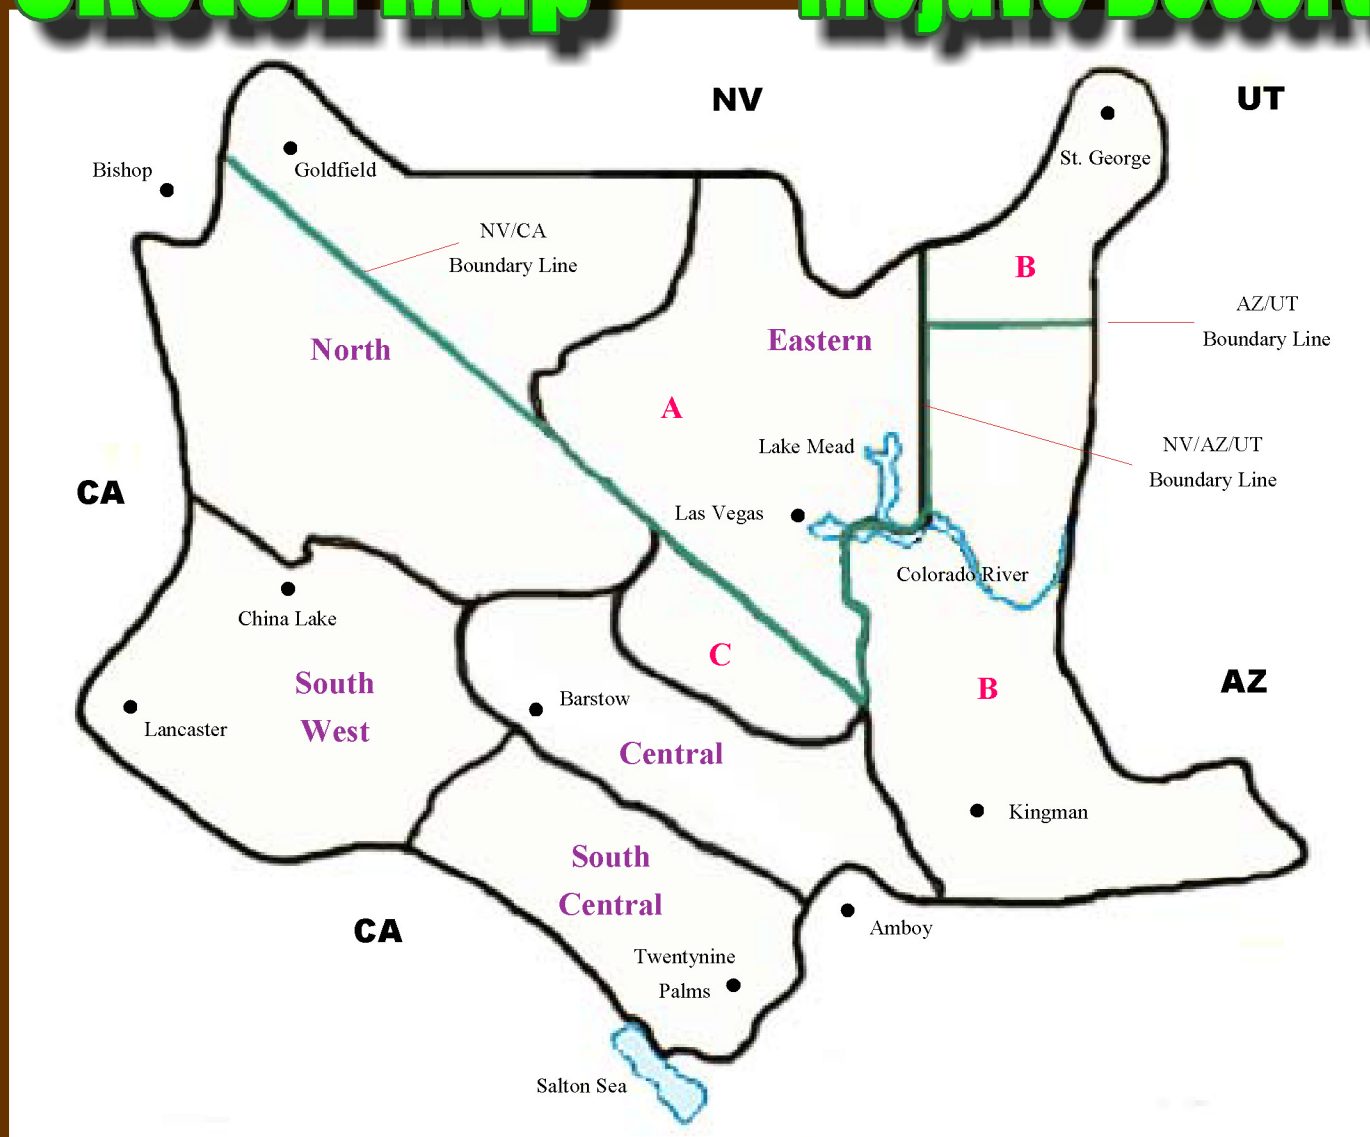 Sketch Map
NV
UT
Bishop
Goldfield
St. George
NV/CA
Boundary Line
B
AZ/UT
Boundary Line
North
Eastern
A
Lake Mead
NV/AZ/UT
Boundary Line
CA
Las Vegas
Colorado River
China Lake
C
South
West
B
AZ
Lancaster
Barstow
Central
Kingman
South
Central
CA
Amboy
Twentynine
Palms
Salton Sea